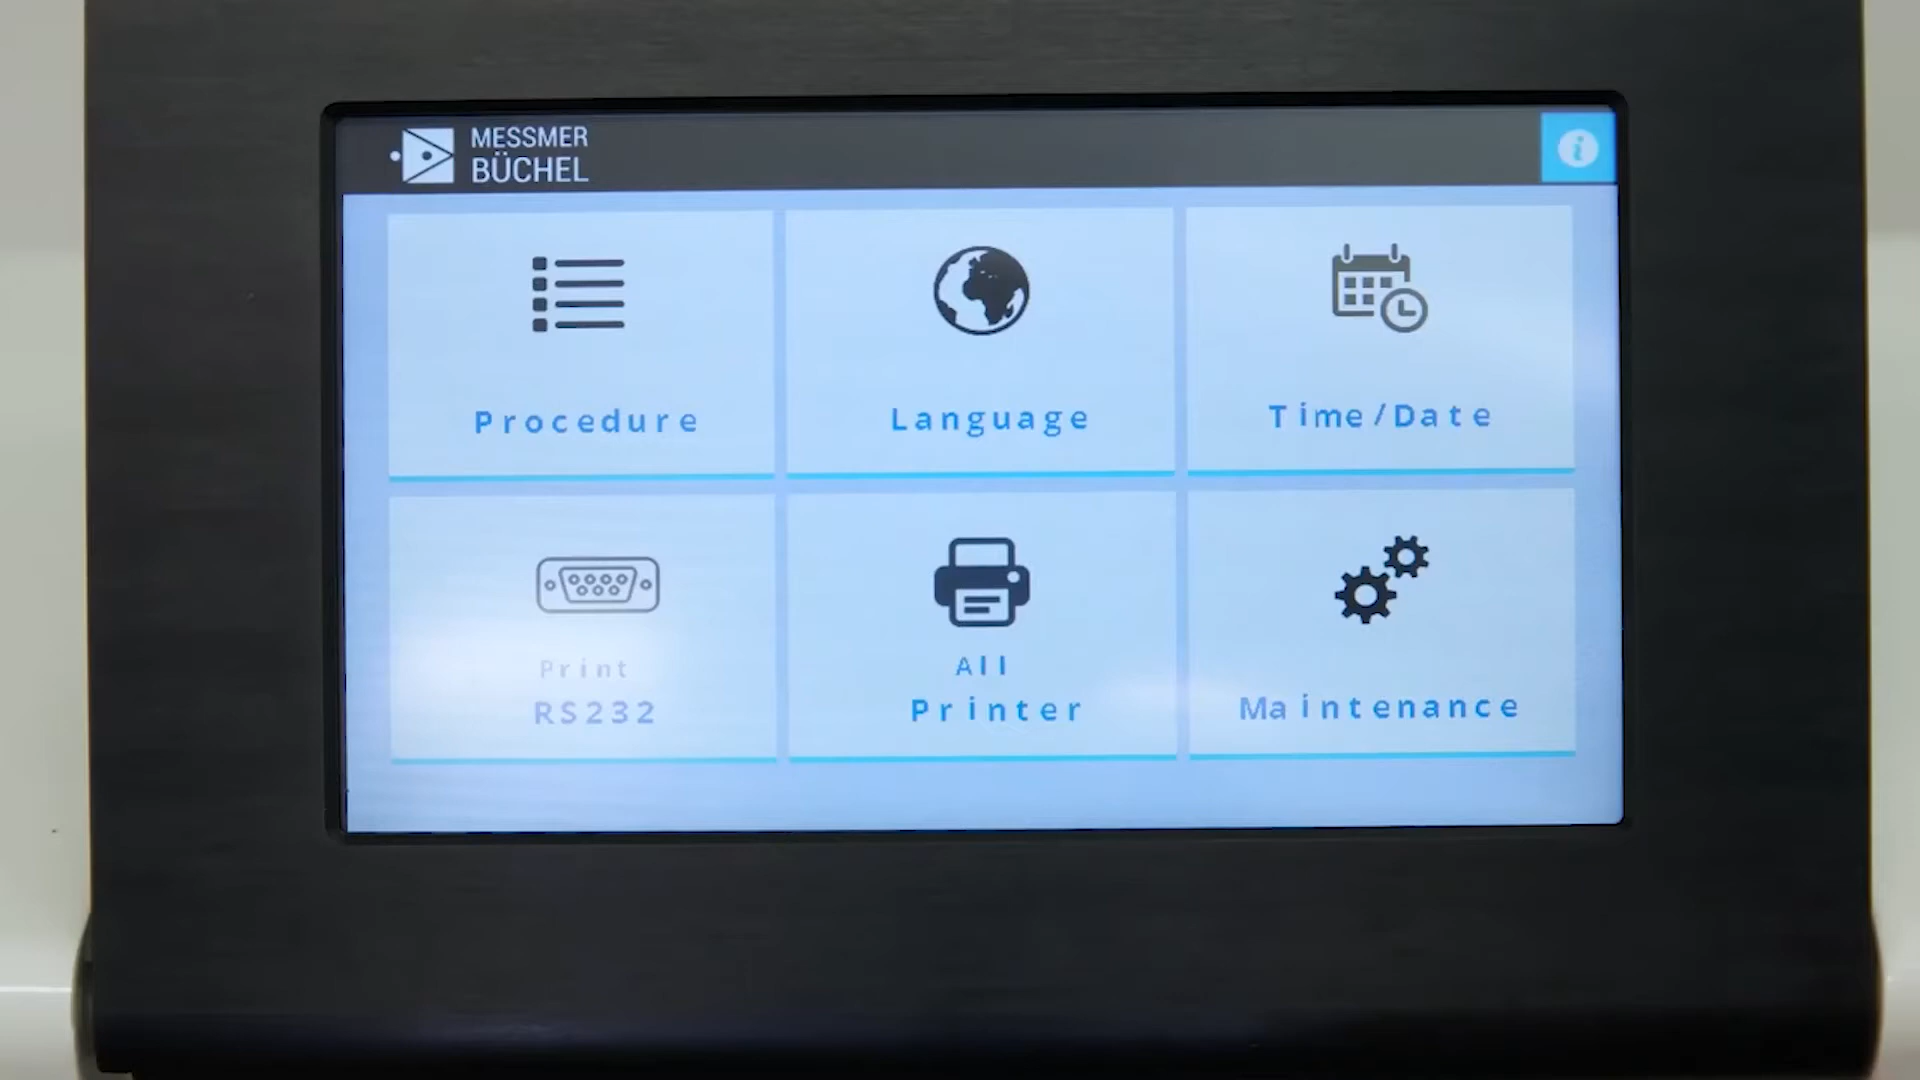 MESSMER
BÜCHEL
i
Procedure
Language
Time/Date
Print
RS232
All
Printer
Maintenance